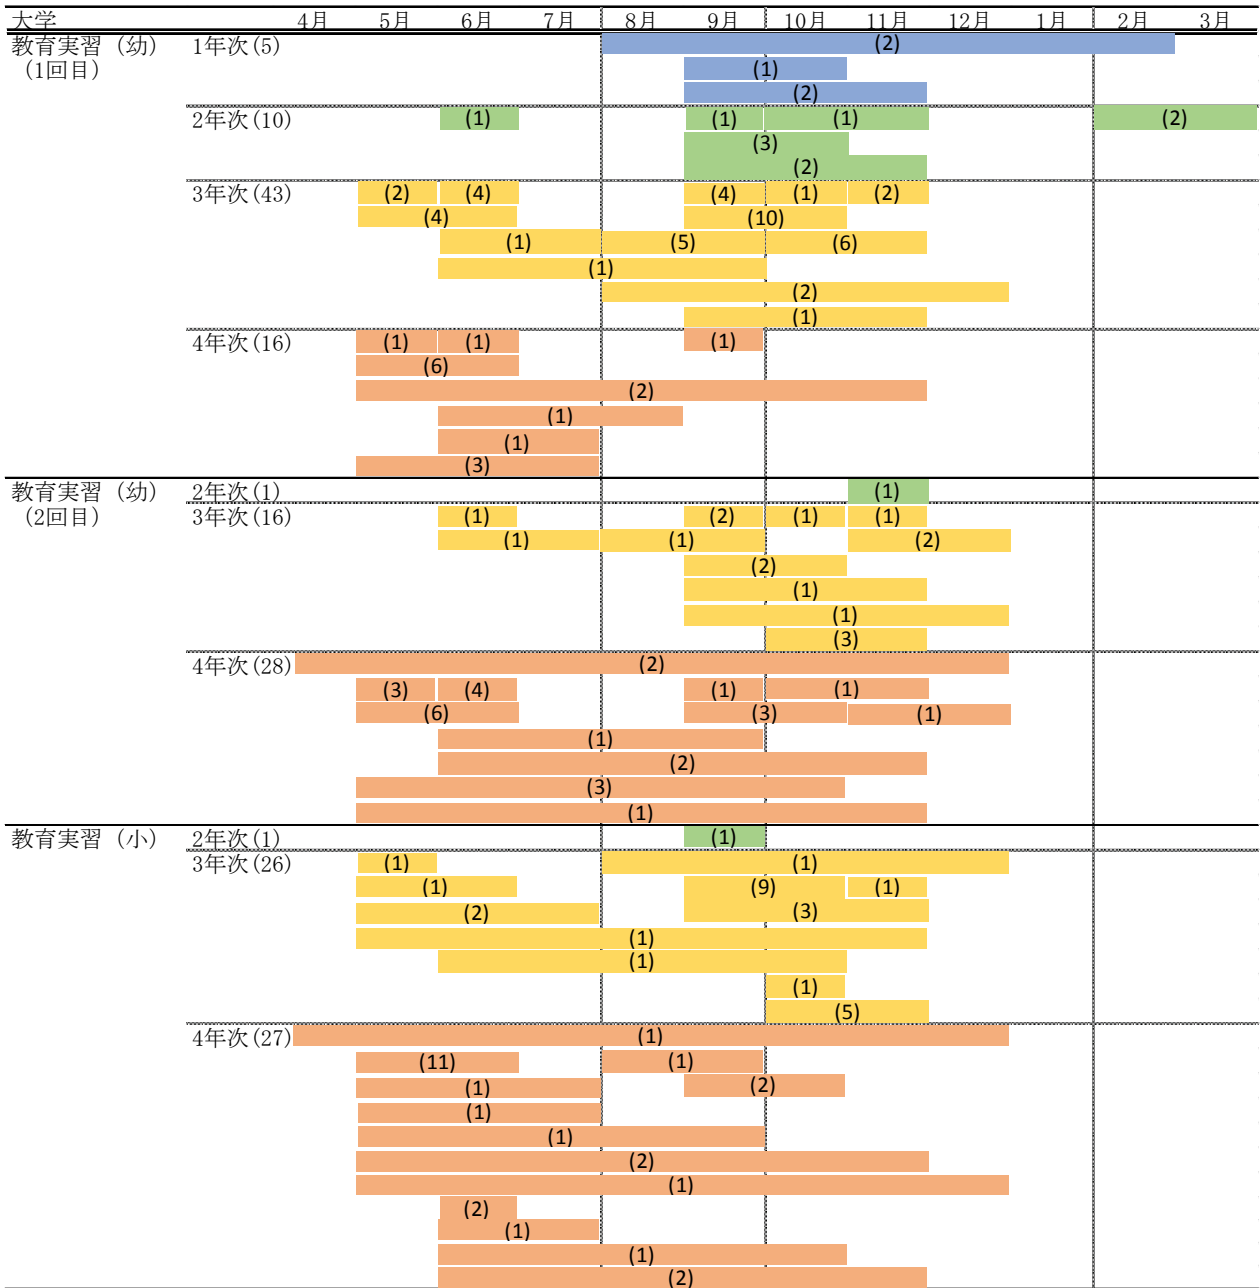 大学 4月 5月 6月 7月 8月 9月 10月 11月 12月 1月 2月 3月
教育実習（幼） 1年次(5) (2)
（1回目） (1)
(2)
2年次(10) (1) (1) (1) (2)
(3)
(2)
3年次(43) (2) (4) (4) (1) (2)
(4) (10)
(1) (5) (6)
(1)
(2)
(1)
4年次(16) (1) (1) (1)
(6)
(2)
(1)
(1)
(3)
教育実習（幼） 2年次(1) (1)
（2回目） 3年次(16) (1) (2) (1) (1)
(1) (1) (2)
(2)
(1)
(1)
(3)
4年次(28) (2)
(3) (4) (1) (1)
(6) (3) (1)
(1)
(2)
(3)
(1)
教育実習（小） 2年次(1) (1)
3年次(26) (1) (1)
(1) (9) (1)
(2) (3)
(1)
(1)
(1)
(5)
4年次(27) (1)
(11) (1)
(1) (2)
(1)
(1)
(2)
(1)
(2)
(1)
(1)
(2)